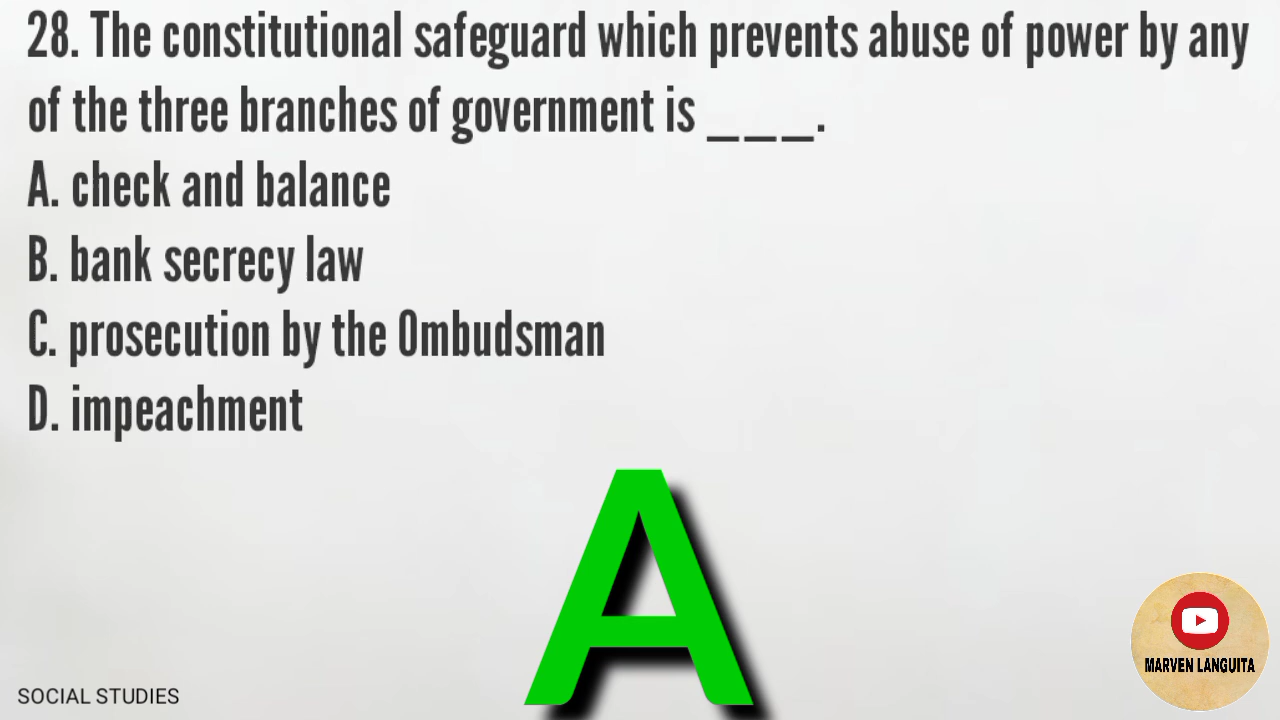 28. The constitutional safeguard which prevents abuse of power by any
of the three branches of government is ___.
A. check and balance
B. bank secrecy law
C. prosecution by the Ombudsman
D. impeachment
A
MARVEN LANGUITA
SOCIAL STUDIES